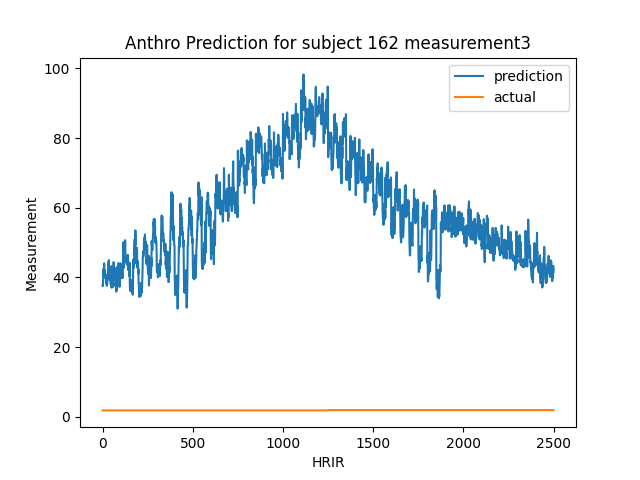 Anthro Prediction for subject 162 measurement3
100
80
60
40
20
0
Measurement
prediction
actual
0 500 1000 1500 2000 2500
HRIR